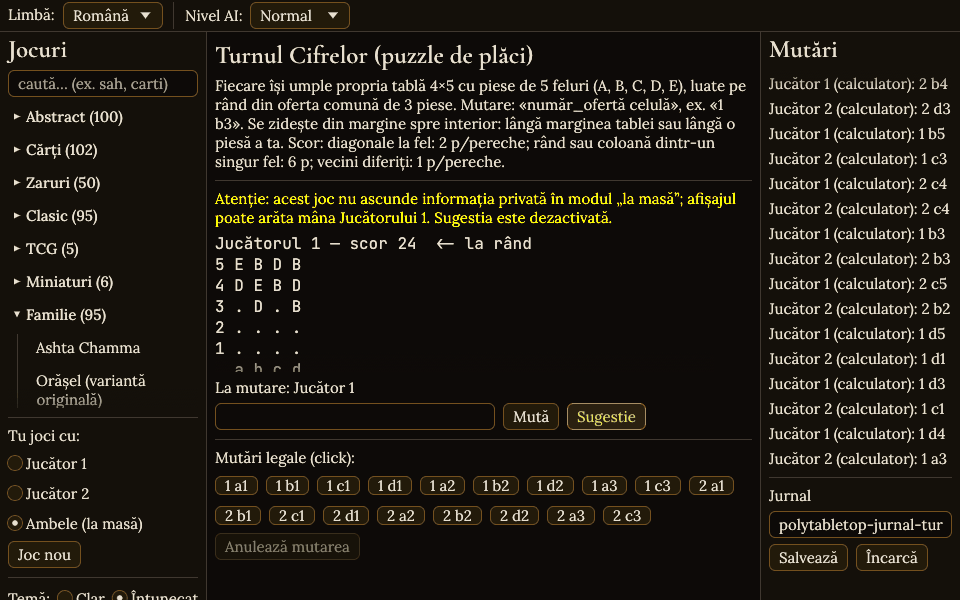 Limbă: Română ▼ Nivel AI: Normal ▼
Jocuri
caută... (ex. sah, carti)
▸ Abstract (100)
▸ Cărți (102)
▸ Zaruri (50)
▸ Clasic (95)
▸ TCG (5)
▸ Miniaturi (6)
▾ Familie (95)
Ashta Chamma
Orășel (variantă
originală)
Tu joci cu:
Jucător 1
Jucător 2
Ambele (la masă)
Joc nou
Temă: Clar Întunecat
Turnul Cifrelor (puzzle de plăci)
Fiecare își umple propria tablă 4×5 cu piese de 5 feluri (A, B, C, D, E), luate pe
rând din oferta comună de 3 piese. Mutare: «număr_ofertă celulă», ex. «1
b3». Se zidește din margine spre interior: lângă marginea tablei sau lângă o
piesă a ta. Scor: diagonale la fel: 2 p/pereche; rând sau coloană dintr-un
singur fel: 6 p; vecini diferiți: 1 p/pereche.
Atenție: acest joc nu ascunde informația privată în modul „la masă”; afișajul
poate arăta mâna Jucătorului 1. Sugestia este dezactivată.
Jucătorul 1 — scor 24 ← la rând
5 E B D B
4 D E B D
3 . D . B
2 . . . .
1 . . . .
a b c d
La mutare: Jucător 1
Mută Sugestie
Mutări legale (click):
1 a1 1 b1 1 c1 1 d1 1 a2 1 b2 1 d2 1 a3 1 c3 2 a1
2 b1 2 c1 2 d1 2 a2 2 b2 2 d2 2 a3 2 c3
Anulează mutarea
Mutări
Jucător 1 (calculator): 2 b4
Jucător 2 (calculator): 2 d3
Jucător 1 (calculator): 1 b5
Jucător 2 (calculator): 1 c3
Jucător 1 (calculator): 2 c4
Jucător 2 (calculator): 2 c4
Jucător 1 (calculator): 1 b3
Jucător 2 (calculator): 2 b3
Jucător 1 (calculator): 2 c5
Jucător 2 (calculator): 2 b2
Jucător 1 (calculator): 1 d5
Jucător 2 (calculator): 1 d1
Jucător 1 (calculator): 1 d3
Jucător 2 (calculator): 1 c1
Jucător 1 (calculator): 1 d4
Jucător 2 (calculator): 1 a3
Jurnal
polytabletop-jurnal-tur
Salvează Încarcă